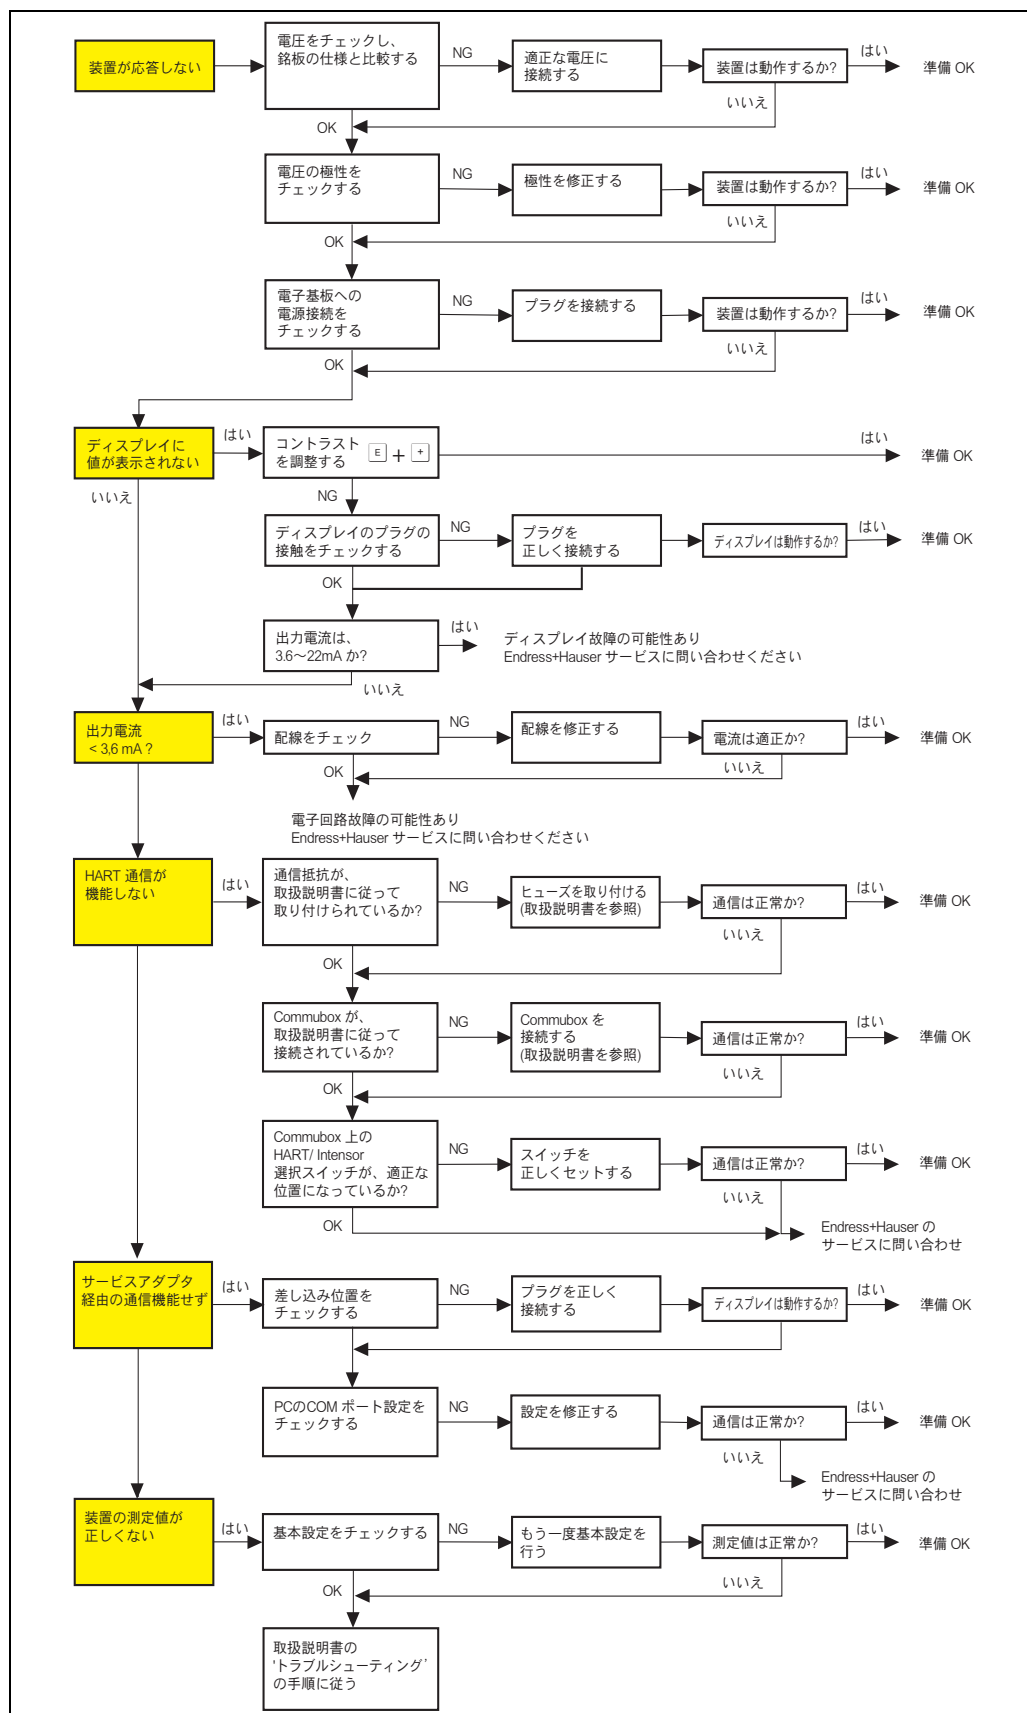 装置が応答しない
電圧をチェックし、
銘板の仕様と比較する
NG
適正な電圧に
接続する
装置は動作するか?
はい
準備 OK
いいえ
OK
電圧の極性を
チェックする
NG
極性を修正する
装置は動作するか?
はい
準備 OK
いいえ
OK
電子基板への
電源接続を
チェックする
NG
プラグを接続する
装置は動作するか?
はい
準備 OK
いいえ
OK
ディスプレイに
値が表示されない
はい
コントラスト
を調整する E + +
はい
準備 OK
いいえ
NG
ディスプレイのプラグの
接触をチェックする
NG
プラグを
正しく接続する
ディスプレイは動作するか?
はい
準備 OK
OK
出力電流は、
3.6～22mA か?
はい
ディスプレイ故障の可能性あり
Endress+Hauser サービスに問い合わせください
いいえ
出力電流
< 3,6 mA ?
はい
配線をチェック
NG
配線を修正する
電流は適正か?
はい
準備 OK
いいえ
OK
電子回路故障の可能性あり
Endress+Hauser サービスに問い合わせください
HART 通信が
機能しない
はい
通信抵抗が、
取扱説明書に従って
取り付けられているか?
NG
ヒューズを取り付ける
(取扱説明書を参照)
通信は正常か?
はい
準備 OK
いいえ
OK
Commubox が、
取扱説明書に従って
接続されているか?
NG
Commubox を
接続する
(取扱説明書を参照)
通信は正常か?
はい
準備 OK
いいえ
OK
Commubox 上の
HART/ Intensor
選択スイッチが、適正な
位置になっているか?
NG
スイッチを
正しくセットする
通信は正常か?
はい
準備 OK
いいえ
OK
Endress+Hauser の
サービスに問い合わせ
サービスアダプタ
経由の通信機能せず
はい
差し込み位置を
チェックする
NG
プラグを正しく
接続する
ディスプレイは動作するか?
はい
準備 OK
PCのCOM ポート設定を
チェックする
NG
設定を修正する
通信は正常か?
はい
準備 OK
いいえ
Endress+Hauser の
サービスに問い合わせ
装置の測定値が
正しくない
はい
基本設定をチェックする
NG
もう一度基本設定を
行う
測定値は正常か?
はい
準備 OK
いいえ
OK
取扱説明書の
‘トラブルシューティング’
の手順に従う